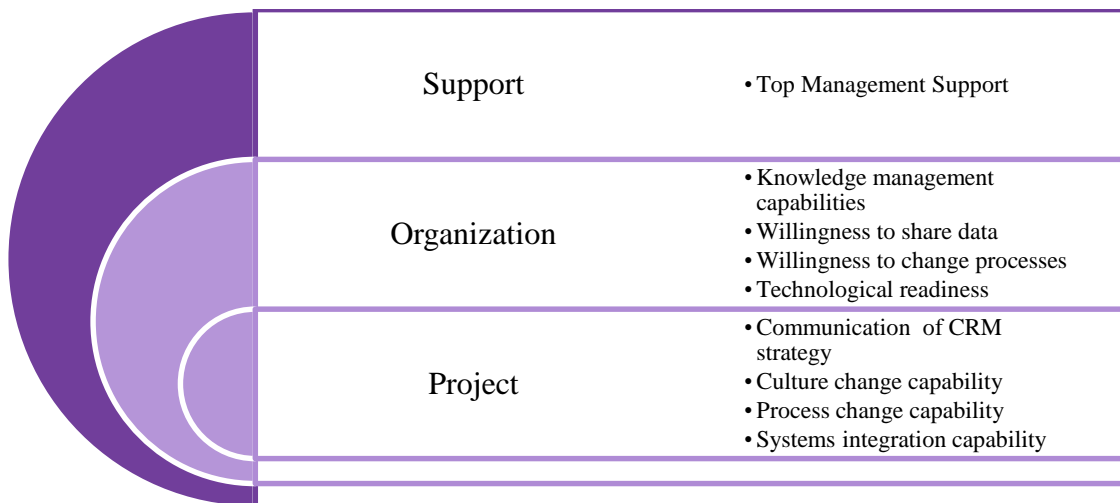 Support
• Top Management Support
Organization
• Knowledge management
capabilities
• Willingness to share data
• Willingness to change processes
• Technological readiness
Project
• Communication of CRM
strategy
• Culture change capability
• Process change capability
• Systems integration capability